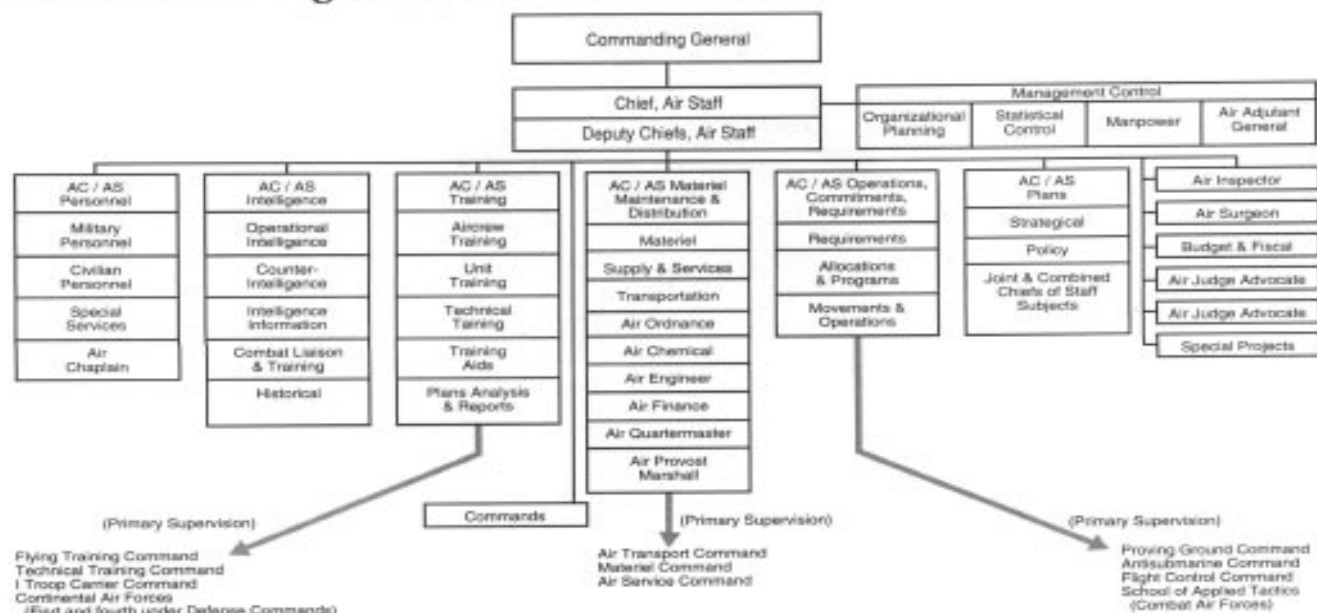 Commanding General
Chief, Air Staff
Deputy Chiefs, Air Staff
Management Control
Organizational
Planning
Statistical
Control
Manpower
Air Adjutant
General
AC / AS
Personnel
Military
Personnel
Civilian
Personnel
Special
Services
Air
Chaplain
AC / AS
Intelligence
Operational
Intelligence
Counter-
Intelligence
Intelligence
Information
Combat Liaison
& Training
Historical
AC / AS
Training
Aircrew
Training
Unit
Training
Technical
Taining
Training
Aids
Plans Analysis
& Reports
AC / AS Materiel
Maintenance &
Distribution
Materiel
Supply & Services
Transportation
Air Ordnance
Air Chemical
Air Engineer
Air Finance
Air Quartermaster
Air Provost
Marshall
AC / AS Operations,
Commitments,
Requirements
Requirements
Allocations
& Programs
Movements &
Operations
AC / AS
Plans
Strategical
Policy
Joint & Combined
Chiefs of Staff
Subjects
Air Inspector
Air Surgeon
Budget & Fiscal
Air Judge Advocate
Air Judge Advocate
Special Projects
Commands
(Primary Supervision)
Flying Training Command
Technical Training Command
I Troop Carrier Command
Continental Air Forces
(First and fourth under Defense Commands)
(Primary Supervision)
Air Transport Command
Materiel Command
Air Service Command
(Primary Supervision)
Proving Ground Command
Antisubmarine Command
Flight Control Command
School of Applied Tactics
(Combat Air Forces)